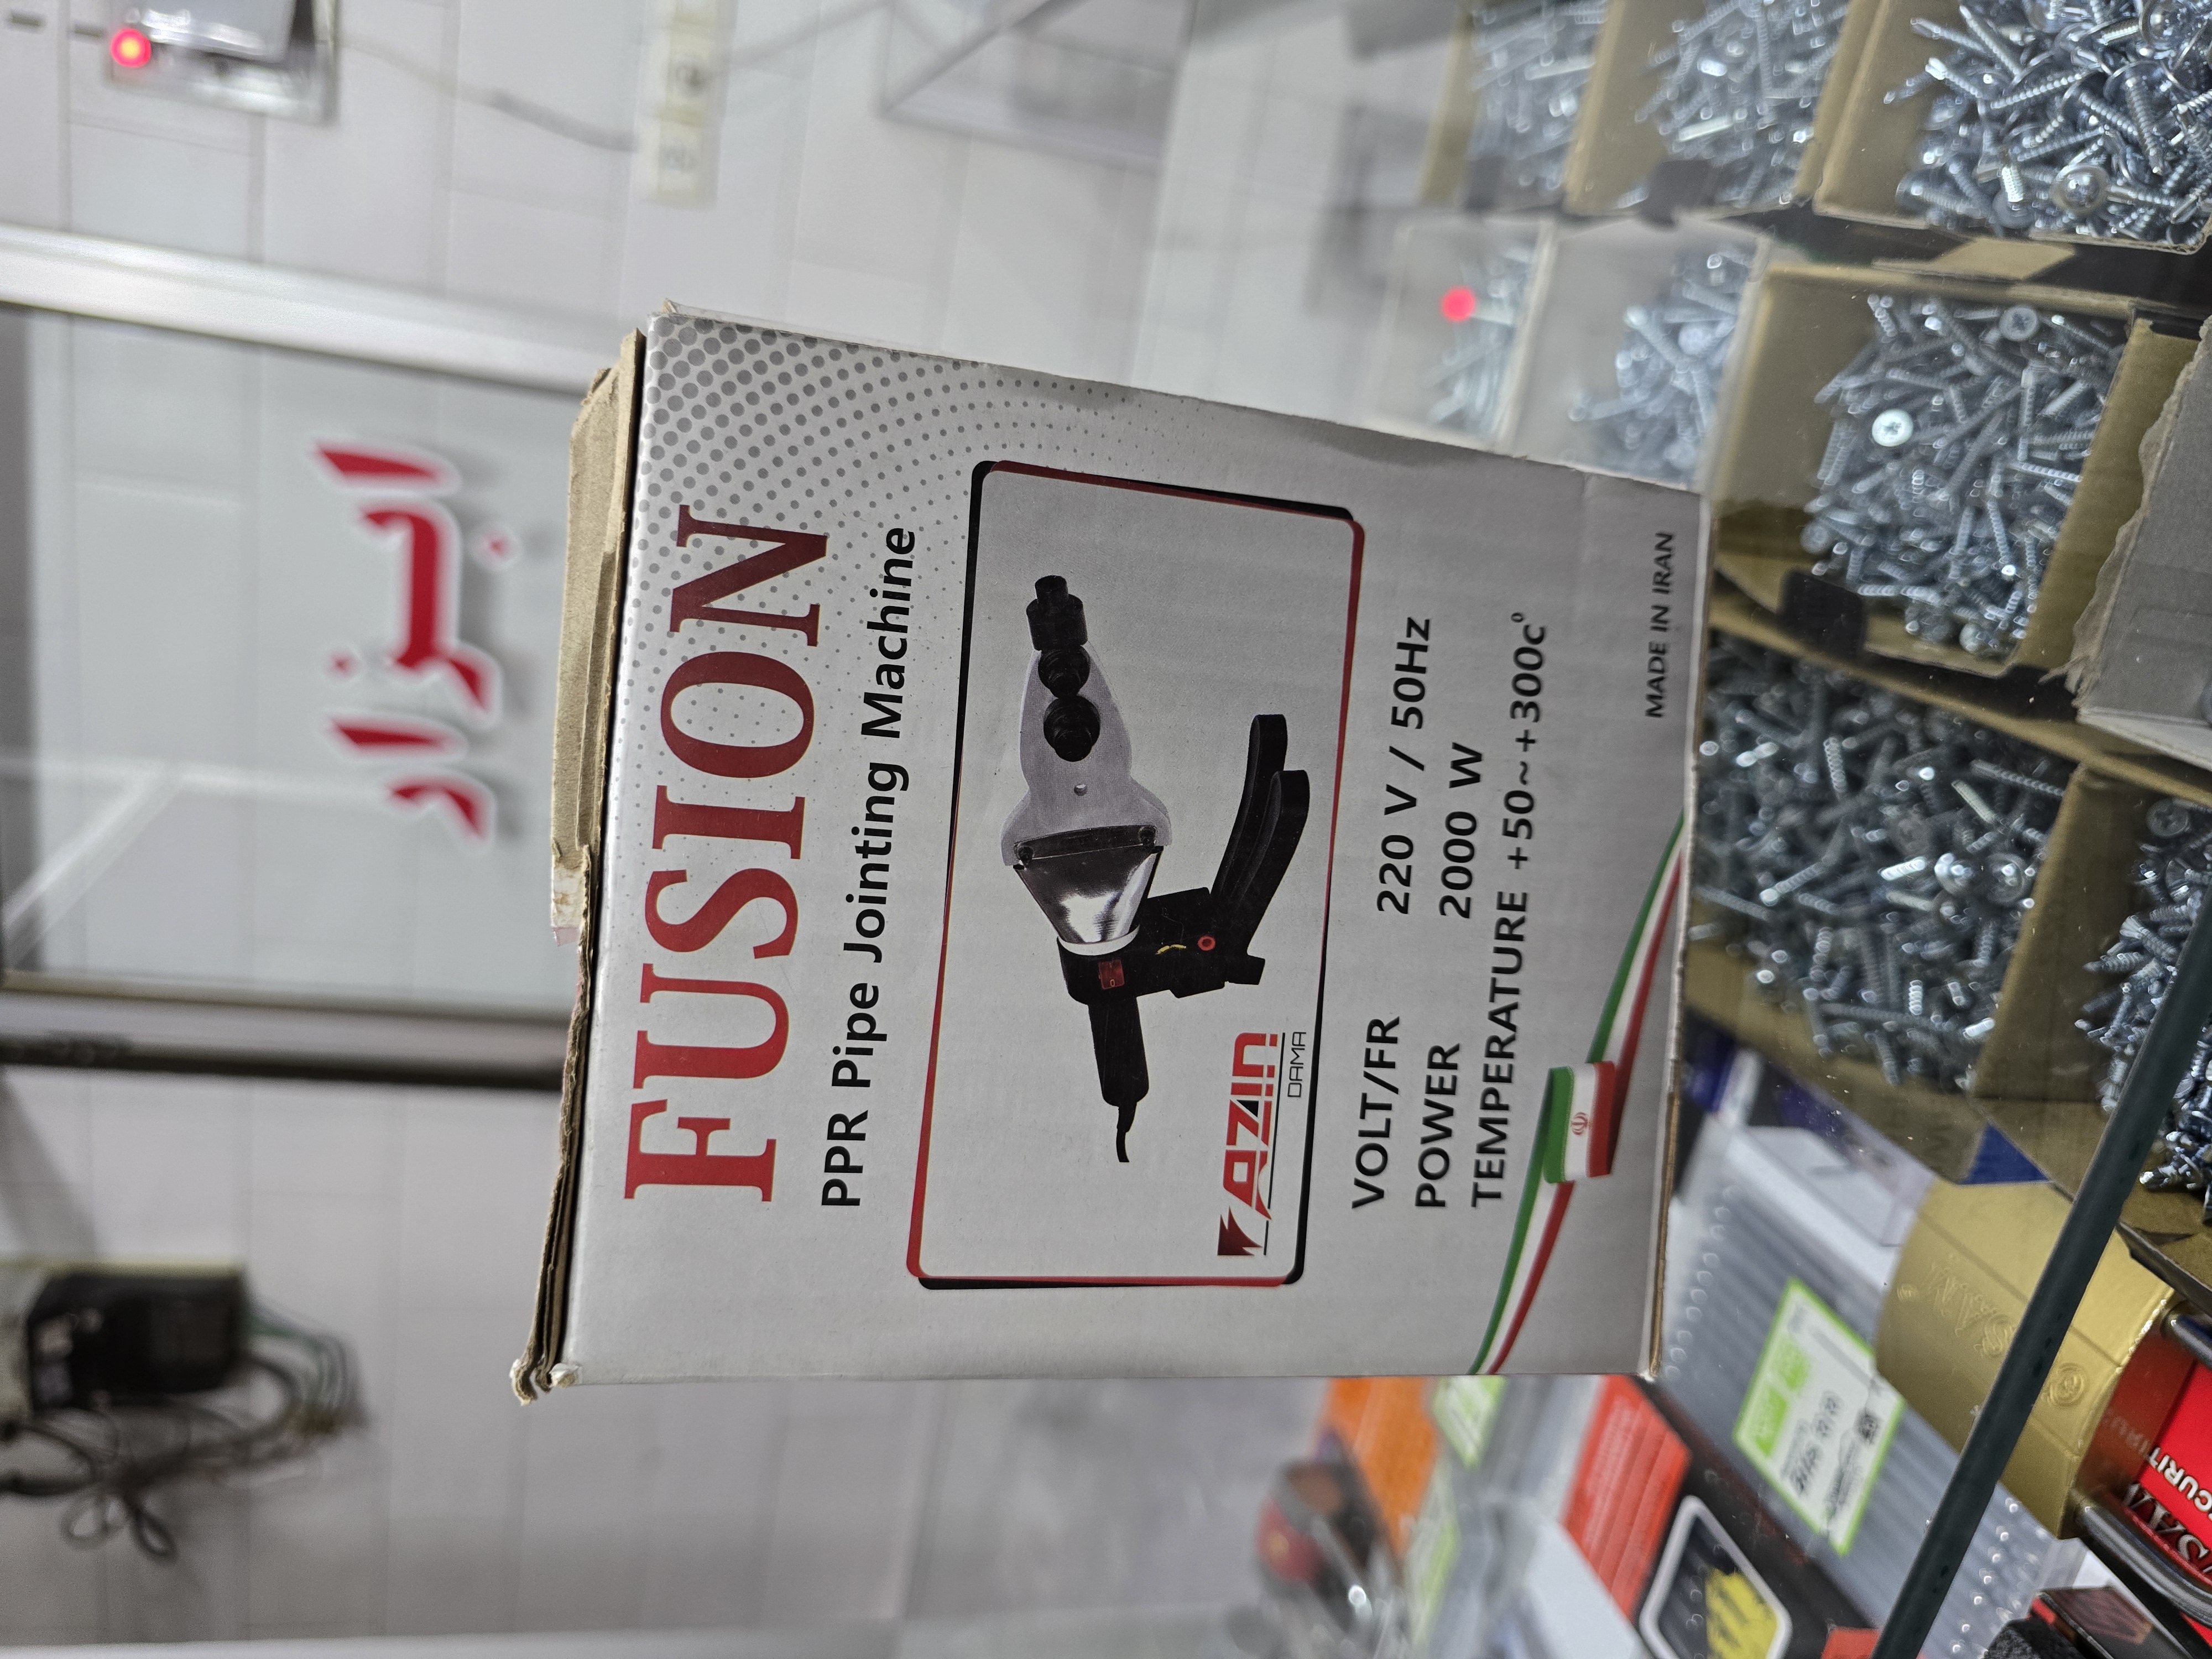 ابزار
FUSION
PPR Pipe Jointing Machine
AZIN
DAMA
VOLT/FR 220 V / 50Hz
POWER 2000 W
TEMPERATURE +50~+300c°
MADE IN IRAN